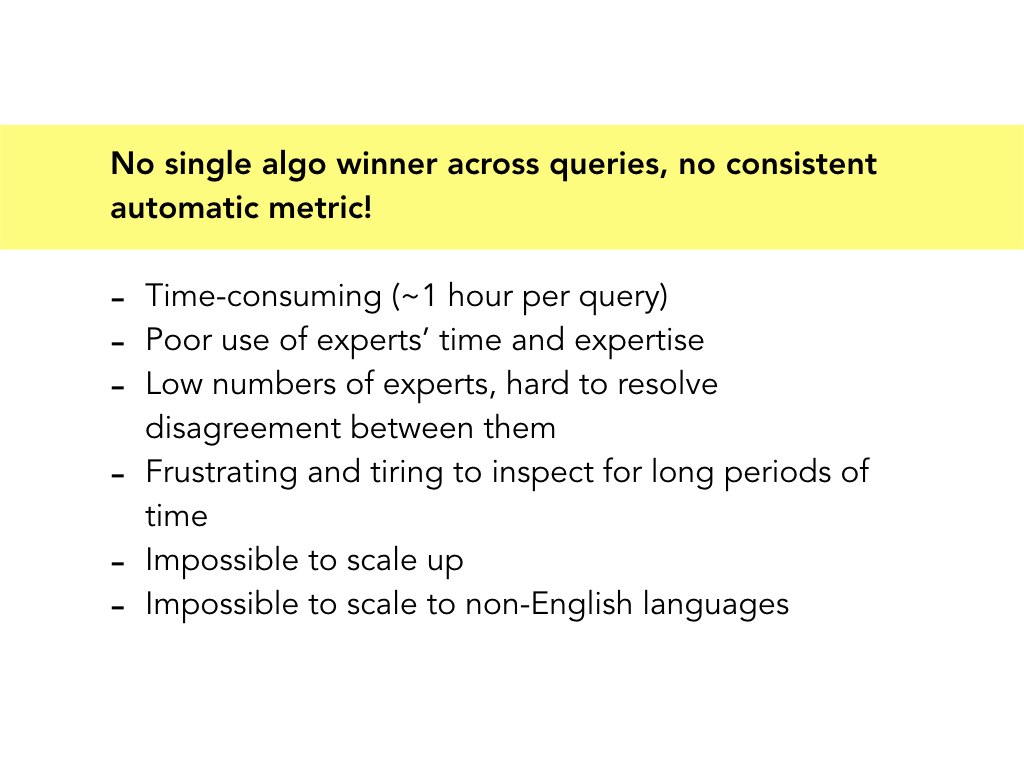 No single algo winner across queries, no consistent
automatic metric!
- Time-consuming (~1 hour per query)
- Poor use of experts’ time and expertise
- Low numbers of experts, hard to resolve
disagreement between them
- Frustrating and tiring to inspect for long periods of
time
- Impossible to scale up
- Impossible to scale to non-English languages